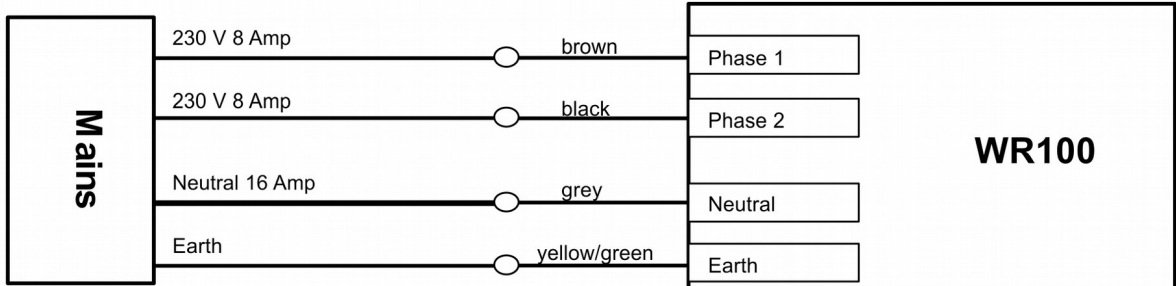 Mains
230 V 8 Amp
brown
Phase 1
230 V 8 Amp
black
Phase 2
WR100
Neutral 16 Amp
grey
Neutral
Earth
yellow/green
Earth